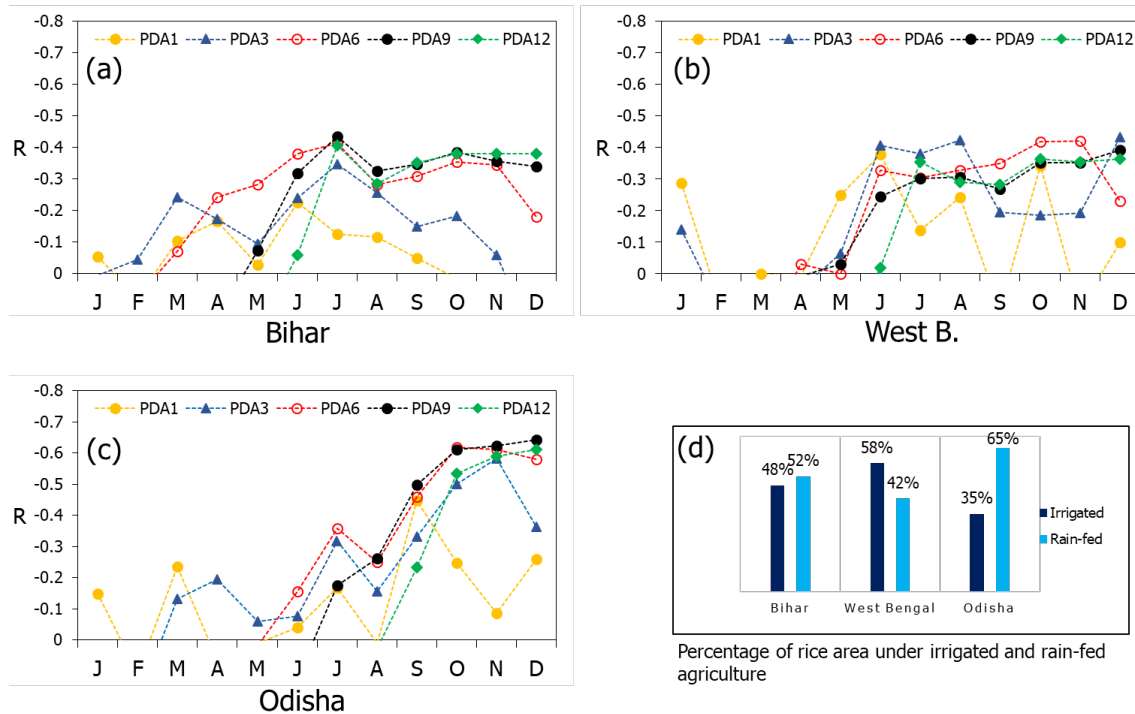 -0.8
PDA1 PDA3 PDA6 PDA9 PDA12
-0.7
(a)
-0.6
-0.5
R -0.4
-0.3
-0.2
-0.1
0
J F M A M J J A S O N D
Bihar
-0.8
PDA1 PDA3 PDA6 PDA9 PDA12
-0.7
(b)
-0.6
-0.5
R -0.4
-0.3
-0.2
-0.1
0
J F M A M J J A S O N D
West B.
-0.8
PDA1 PDA3 PDA6 PDA9 PDA12
-0.7
(c)
-0.6
-0.5
R -0.4
-0.3
-0.2
-0.1
0
J F M A M J J A S O N D
Odisha
(d)
48% 52% 58% 42% 35% 65%
Irrigated
Rain-fed
Bihar West Bengal Odisha
Percentage of rice area under irrigated and rain-fed
agriculture